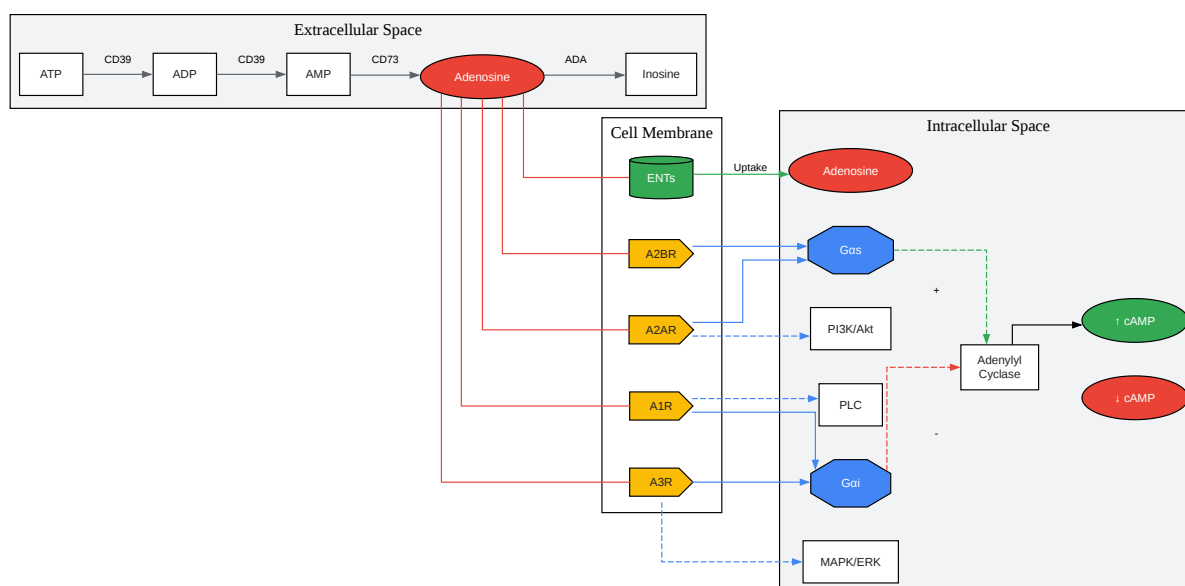 Extracellular Space
CD39
CD39
CD73
ADA
ATP
ADP
AMP
Adenosine
Inosine
Cell Membrane
Intracellular Space
ENTs
Uptake
Adenosine
A2BR
Gαs
+
A2AR
PI3K/Akt
↑ cAMP
Adenylyl
Cyclase
A1R
PLC
↓ cAMP
-
A3R
Gαi
MAPK/ERK